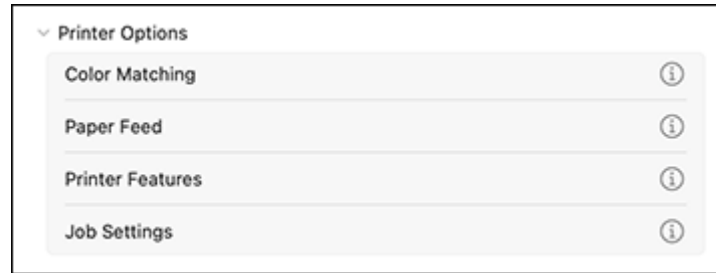 Printer Options
Color Matching
Paper Feed
Printer Features
Job Settings